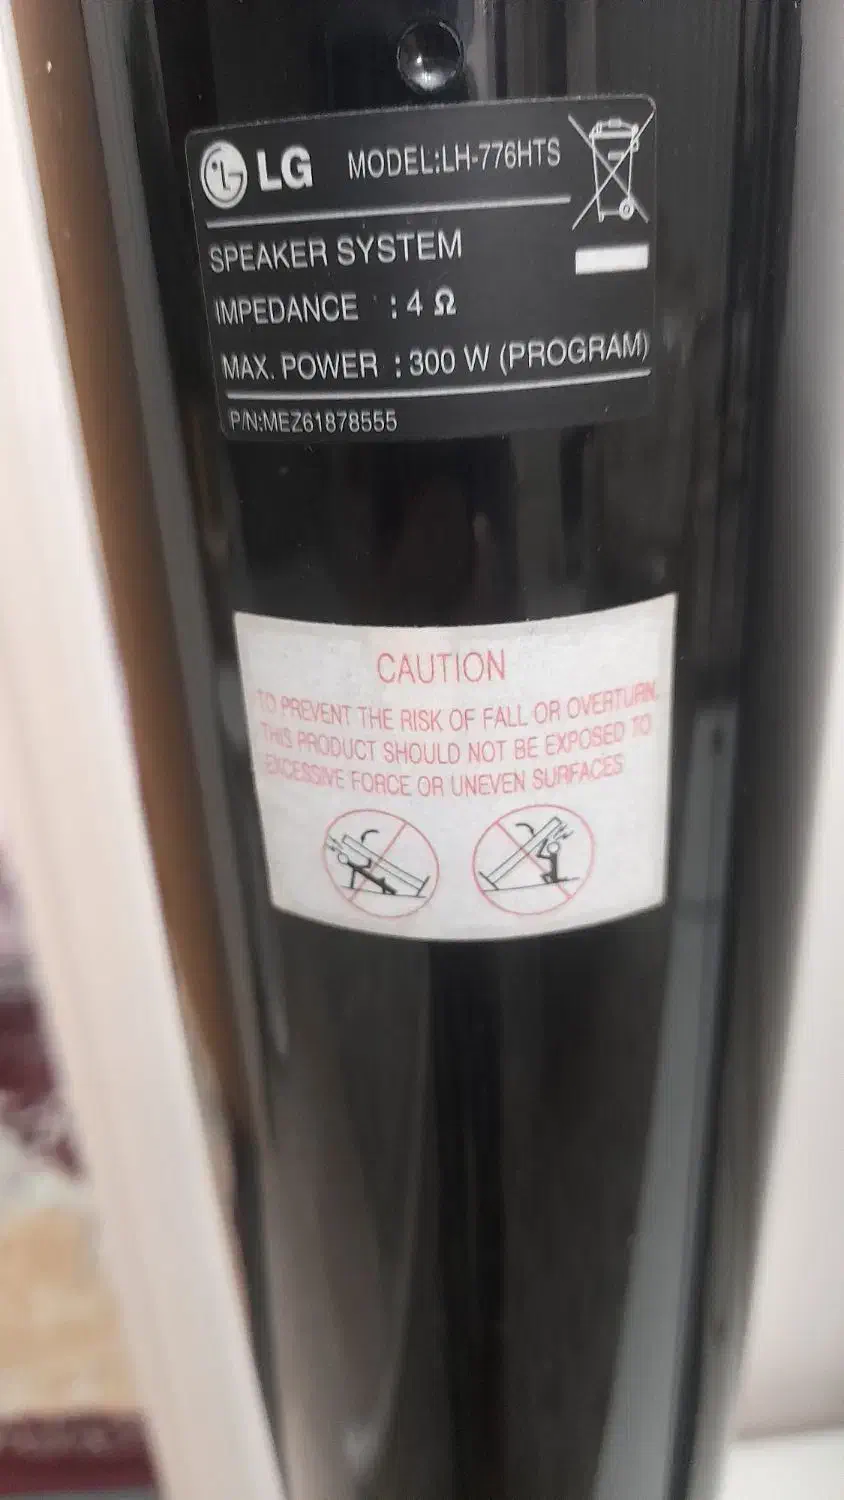 LG MODEL:LH-776HTS
SPEAKER SYSTEM
IMPEDANCE : 4 Ω
MAX. POWER : 300 W (PROGRAM)
P/N:MEZ61878555
CAUTION
TO PREVENT THE RISK OF FALL OR OVERTURN,
THIS PRODUCT SHOULD NOT BE EXPOSED TO
EXCESSIVE FORCE OR UNEVEN SURFACES